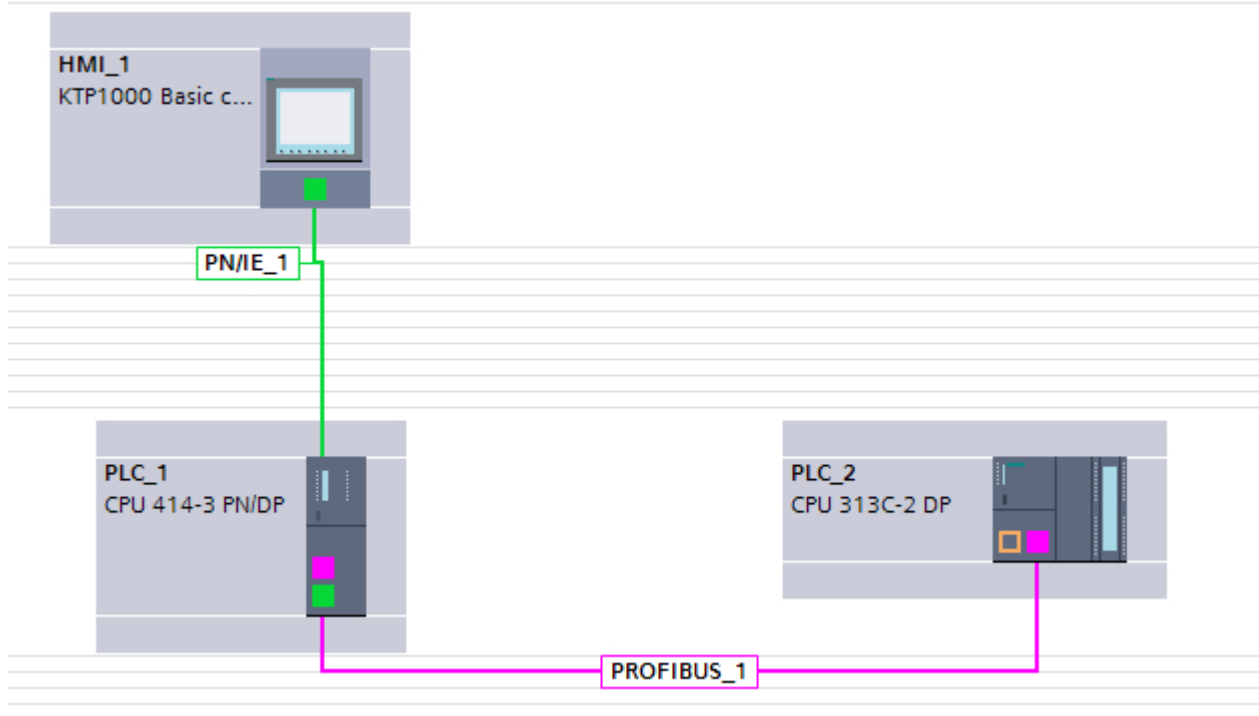 HMI_1
KTP1000 Basic c...
PN/IE_1
PLC_1
CPU 414-3 PN/DP
PLC_2
CPU 313C-2 DP
PROFIBUS_1